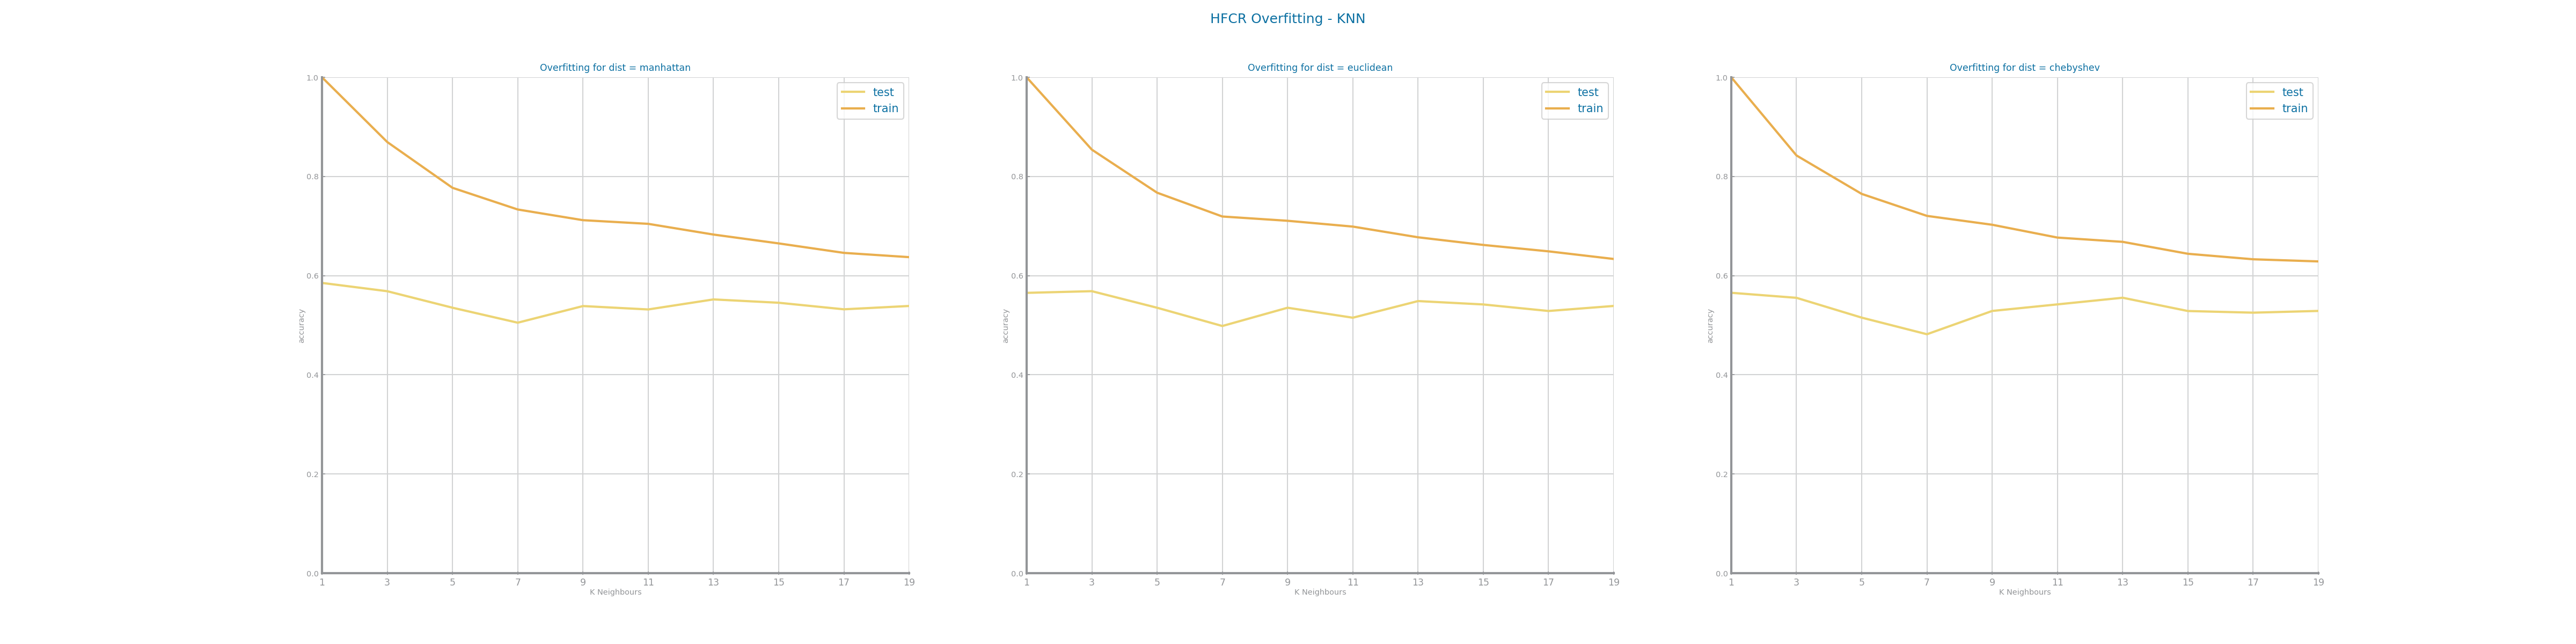 HFCR Overfitting - KNN
Overfitting for dist = manhattan
1.0
0.8
0.6
0.4
0.2
0.0
accuracy
test
train
1 3 5 7 9 11 13 15 17 19
K Neighbours
Overfitting for dist = euclidean
1.0
0.8
0.6
0.4
0.2
0.0
accuracy
test
train
1 3 5 7 9 11 13 15 17 19
K Neighbours
Overfitting for dist = chebyshev
1.0
0.8
0.6
0.4
0.2
0.0
accuracy
test
train
1 3 5 7 9 11 13 15 17 19
K Neighbours